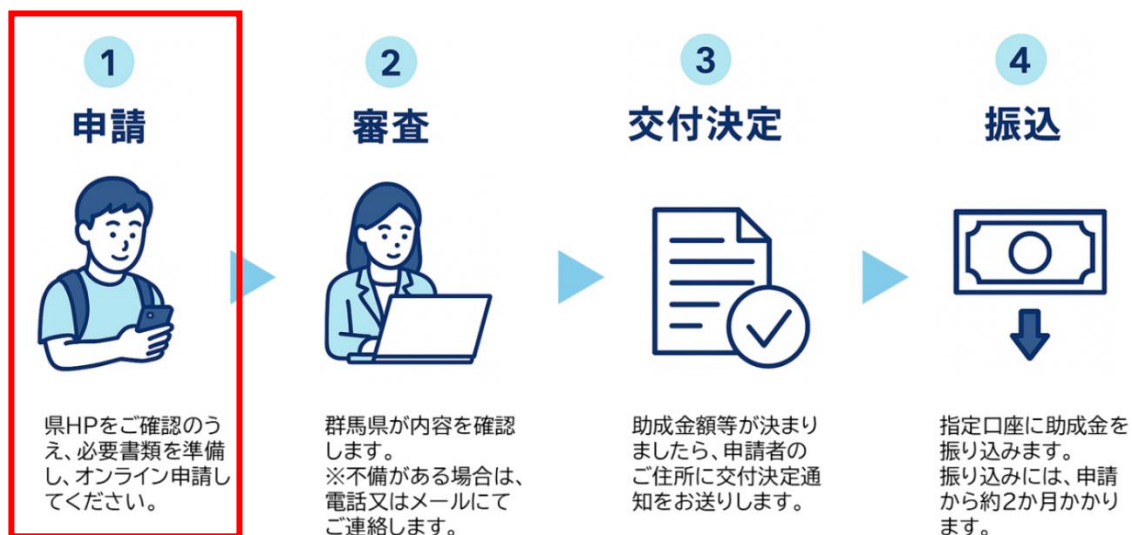 1
申請
県HPをご確認のう
え、必要書類を準備
し、オンライン申請し
てください。
2
審査
群馬県が内容を確認
します。
※不備がある場合は、
電話又はメールにて
ご連絡します。
3
交付決定
助成金額等が決まり
ましたら、申請者の
ご住所に交付決定通
知をお送りします。
4
振込
指定口座に助成金を
振り込みます。
振り込みには、申請
から約2か月かかり
ます。